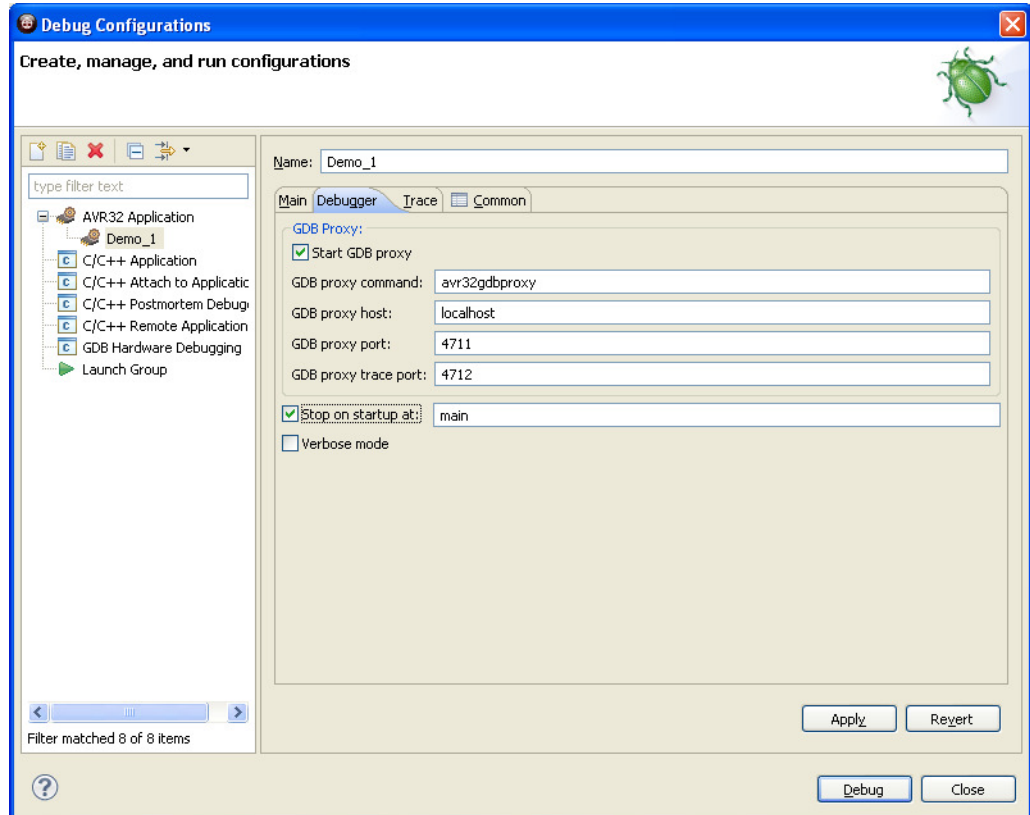 Debug Configurations
Create, manage, and run configurations
type filter text
AVR32 Application
Demo_1
C/C++ Application
C/C++ Attach to Applicatic
C/C++ Postmortem Debug
C/C++ Remote Application
GDB Hardware Debugging
Launch Group
Filter matched 8 of 8 items
Name: Demo_1
Main Debugger Trace Common
GDB Proxy:
Start GDB proxy
GDB proxy command: avr32gdbproxy
GDB proxy host: localhost
GDB proxy port: 4711
GDB proxy trace port: 4712
Stop on startup at: main
Verbose mode
Apply Revert
? Debug Close